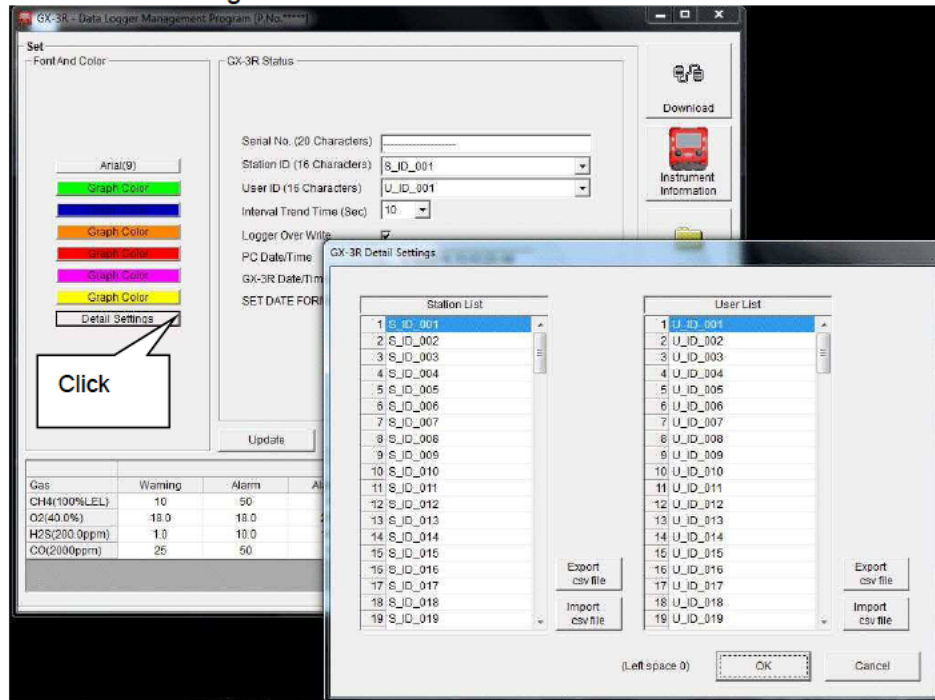 GX-3R - Data Logger Management Program (P.No.*****)
Set
Font And Color
Arial(9)
Graph Color
Graph Color
Graph Color
Graph Color
Graph Color
Detail Settings
Click
GX-3R Status
Serial No. (20 Characters) --------------------
Station ID (16 Characters) S_ID_001
User ID (16 Characters) U_ID_001
Interval Trend Time (Sec) 10
Logger Over Write
PC Date/Time
GX-3R Date/Tim
SET DATE FOR
Update
Download
Instrument
Information
Gas Warning Alarm Al
CH4(100%LEL) 10 50
O2(40.0%) 18.0 18.0
H2S(200.0ppm) 1.0 10.0
CO(2000ppm) 25 50
GX-3R Detail Settings
Station List
1 S_ID_001
2 S_ID_002
3 S_ID_003
4 S_ID_004
5 S_ID_005
6 S_ID_006
7 S_ID_007
8 S_ID_008
9 S_ID_009
10 S_ID_010
11 S_ID_011
12 S_ID_012
13 S_ID_013
14 S_ID_014
15 S_ID_015
16 S_ID_016
17 S_ID_017
18 S_ID_018
19 S_ID_019
Export
csv file
Import
csv file
User List
1 U_ID_001
2 U_ID_002
3 U_ID_003
4 U_ID_004
5 U_ID_005
6 U_ID_006
7 U_ID_007
8 U_ID_008
9 U_ID_009
10 U_ID_010
11 U_ID_011
12 U_ID_012
13 U_ID_013
14 U_ID_014
15 U_ID_015
16 U_ID_016
17 U_ID_017
18 U_ID_018
19 U_ID_019
Export
csv file
Import
csv file
(Left space 0)
OK
Cancel